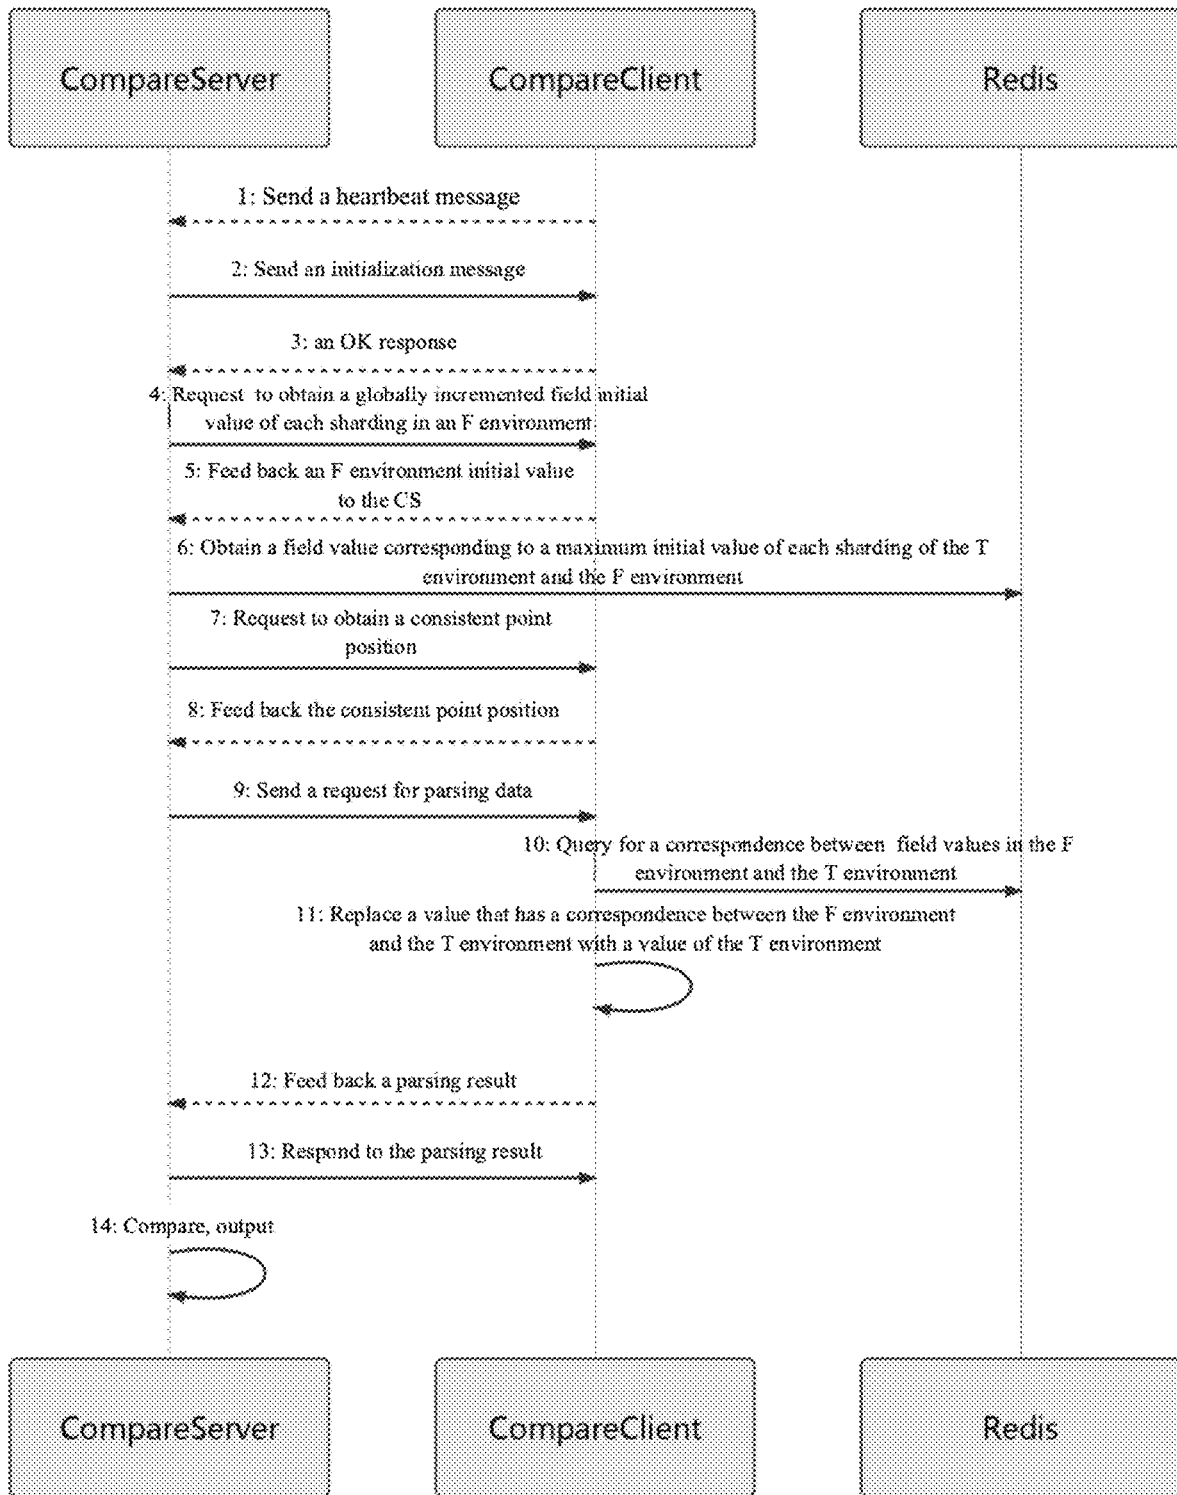 CompareServer
CompareClient
Redis
1: Send a heartbeat message
2: Send an initialization message
3: an OK response
4: Request to obtain a globally incremented field initial
value of each sharding in an F environment
5: Feed back an F environment initial value
to the CS
6: Obtain a field value corresponding to a maximum initial value of each sharding of the T
environment and the F environment
7: Request to obtain a consistent point
position
8: Feed back the consistent point position
9: Send a request for parsing data
10: Query for a correspondence between field values in the F
environment and the T environment
11: Replace a value that has a correspondence between the F environment
and the T environment with a value of the T environment
12: Feed back a parsing result
13: Respond to the parsing result
14: Compare, output
CompareServer
CompareClient
Redis